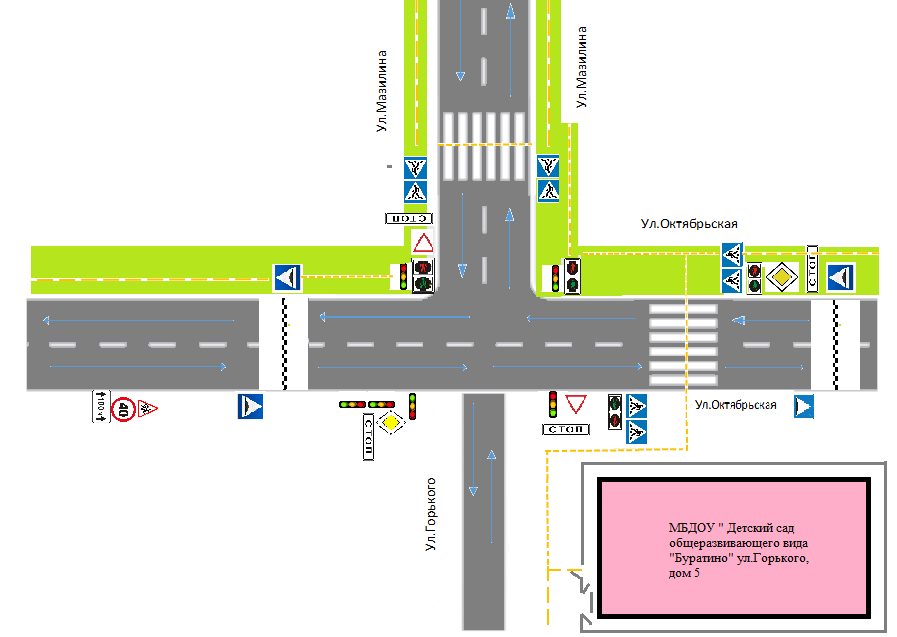 Ул.Мазилина
Ул.Мазилина
Ул.Октябрьская
СТОП
СТОП
100м
40
СТОП
СТОП
Ул.Октябрьская
Ул.Горького
МБДОУ " Детский сад
общеразвивающего вида
"Буратино" ул.Горького,
дом 5